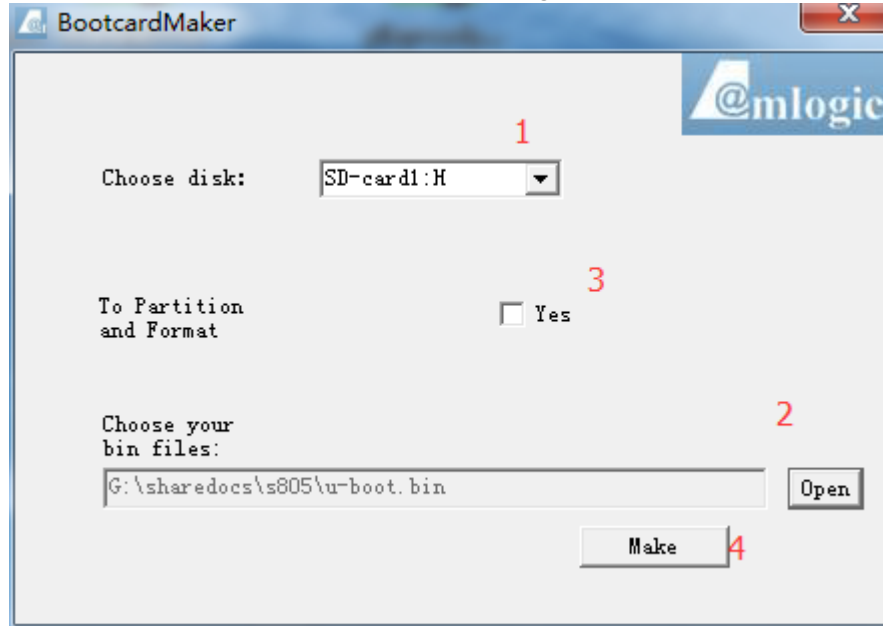 BootcardMaker
@mlogic
1
Choose disk:
SD-card1:H
3
To Partition
and Format
Yes
Choose your
bin files:
2
G:\sharedocs\s805\u-boot.bin
Open
Make
4